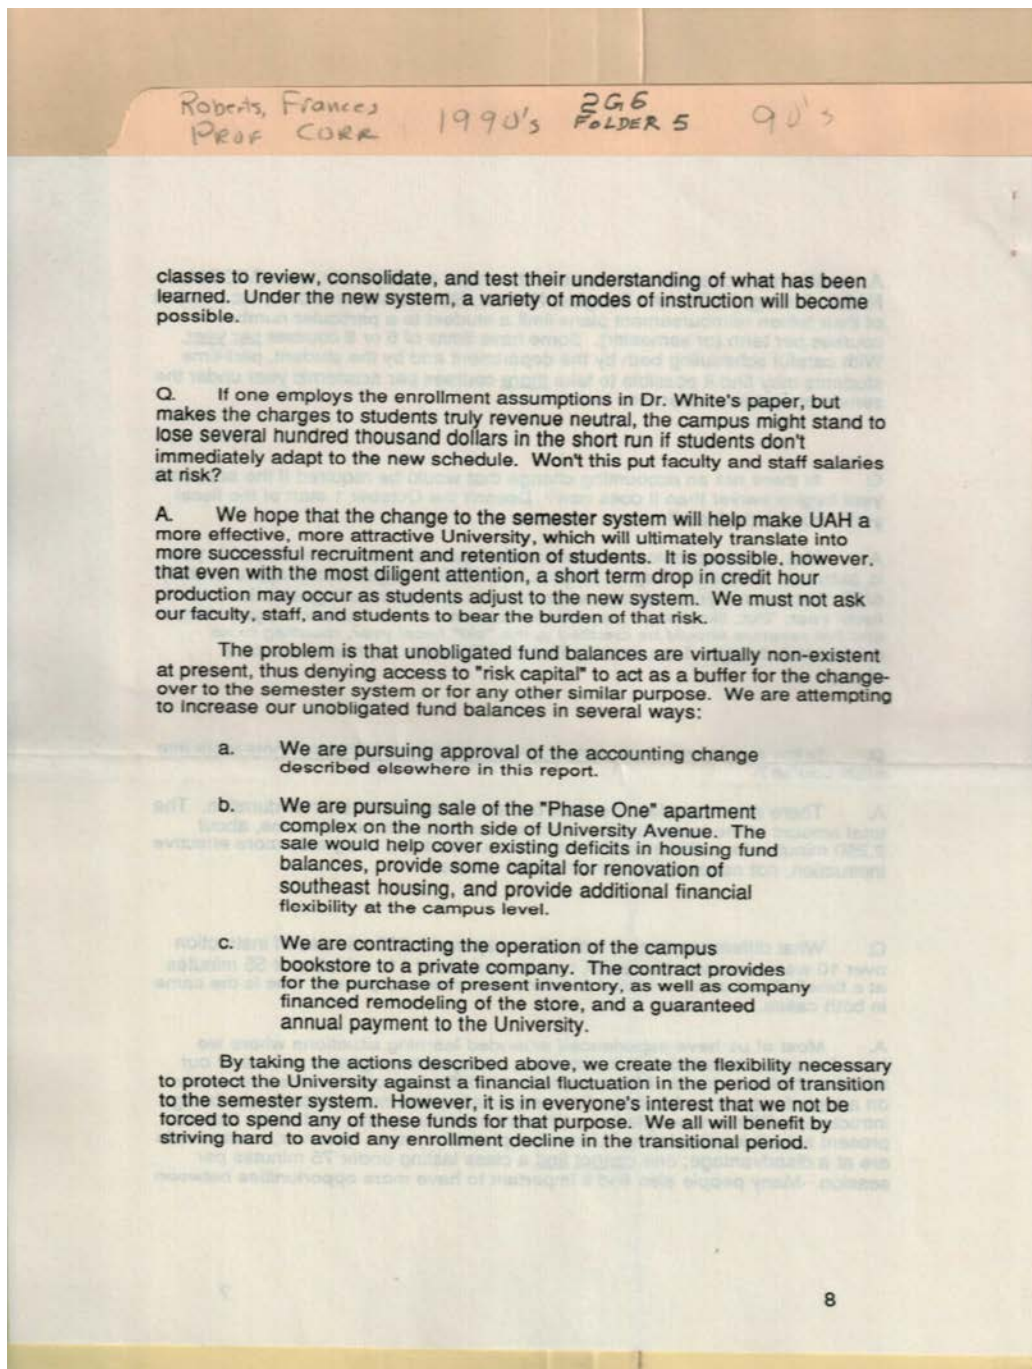 Roberts, Frances 1990's 2G6 90's
PROF CORR FOLDER 5
classes to review, consolidate, and test their understanding of what has been
learned. Under the new system, a variety of modes of instruction will become
possible.
Q. If one employs the enrollment assumptions in Dr. White's paper, but
makes the charges to students truly revenue neutral, the campus might stand to
lose several hundred thousand dollars in the short run if students don't
immediately adapt to the new schedule. Won't this put faculty and staff salaries
at risk?
A. We hope that the change to the semester system will help make UAH a
more effective, more attractive University, which will ultimately translate into
more successful recruitment and retention of students. It is possible, however,
that even with the most diligent attention, a short term drop in credit hour
production may occur as students adjust to the new system. We must not ask
our faculty, staff, and students to bear the burden of that risk.
The problem is that unobligated fund balances are virtually non-existent
at present, thus denying access to "risk capital" to act as a buffer for the change-
over to the semester system or for any other similar purpose. We are attempting
to increase our unobligated fund balances in several ways:
a. We are pursuing approval of the accounting change
described elsewhere in this report.
b. We are pursuing sale of the "Phase One" apartment
complex on the north side of University Avenue. The
sale would help cover existing deficits in housing fund
balances, provide some capital for renovation of
southeast housing, and provide additional financial
flexibility at the campus level.
c. We are contracting the operation of the campus
bookstore to a private company. The contract provides
for the purchase of present inventory, as well as company
financed remodeling of the store, and a guaranteed
annual payment to the University.
By taking the actions described above, we create the flexibility necessary
to protect the University against a financial fluctuation in the period of transition
to the semester system. However, it is in everyone's interest that we not be
forced to spend any of these funds for that purpose. We all will benefit by
striving hard to avoid any enrollment decline in the transitional period.
8